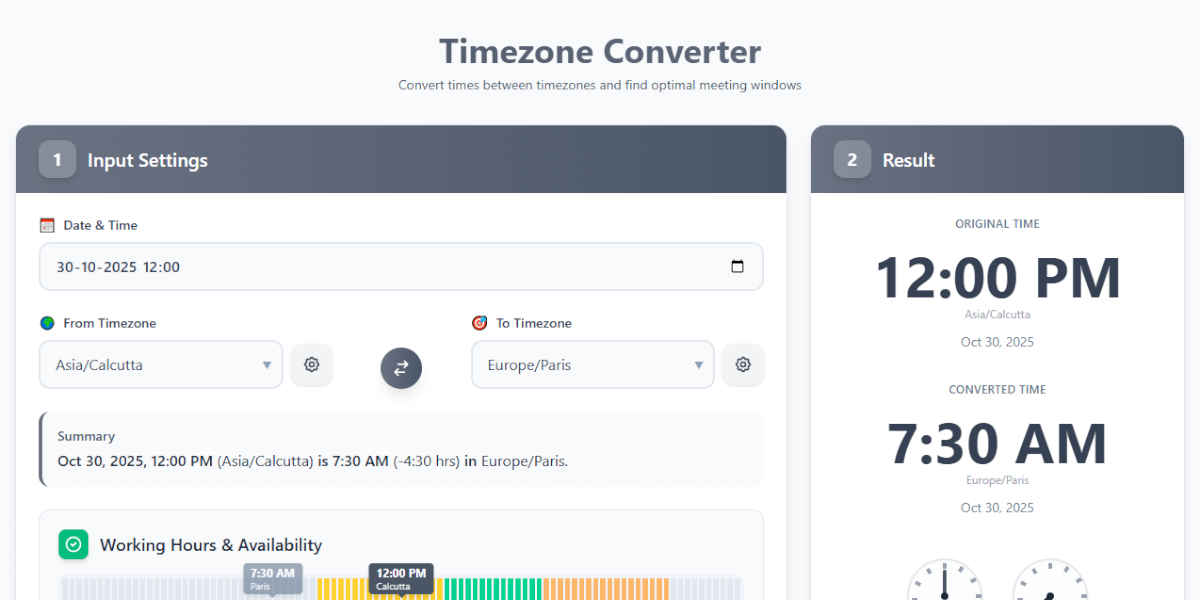 Timezone Converter
Convert times between timezones and find optimal meeting windows
1 Input Settings
Date & Time
30-10-2025 12:00
From Timezone
Asia/Calcutta
To Timezone
Europe/Paris
Summary
Oct 30, 2025, 12:00 PM (Asia/Calcutta) is 7:30 AM (-4:30 hrs) in Europe/Paris.
Working Hours & Availability
7:30 AM
Paris
12:00 PM
Calcutta
2 Result
ORIGINAL TIME
12:00 PM
Asia/Calcutta
Oct 30, 2025
CONVERTED TIME
7:30 AM
Europe/Paris
Oct 30, 2025